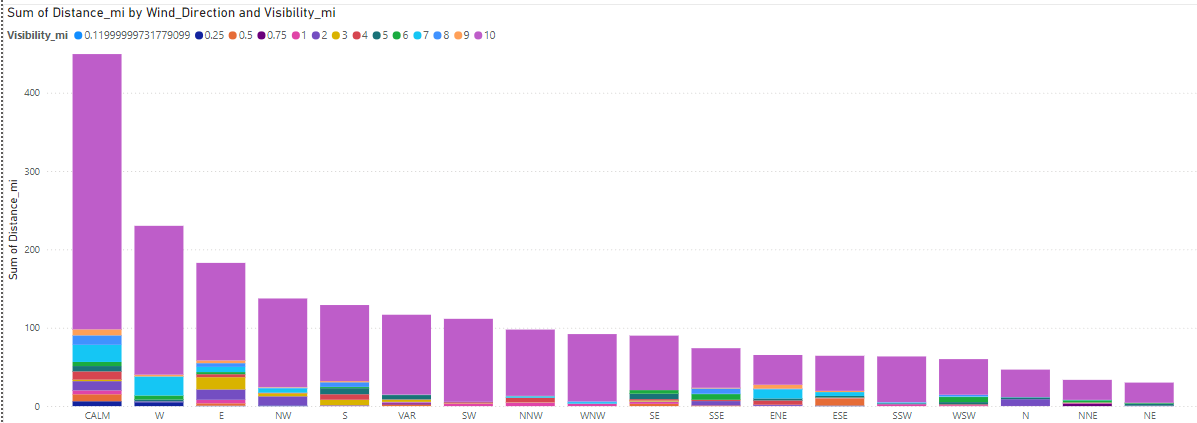 Sum of Distance_mi by Wind_Direction and Visibility_mi
Visibility_mi 0.11999999731779099 0.25 0.5 0.75 1 2 3 4 5 6 7 8 9 10
Sum of Distance_mi
400
300
200
100
0
CALM W E NW S VAR SW NNW WNW SE SSE ENE ESE SSW WSW N NNE NE